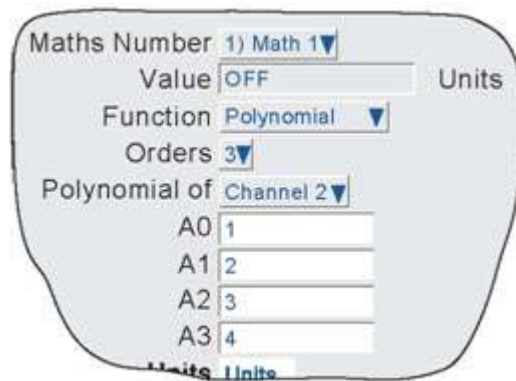 Maths Number 1) Math 1
Value OFF Units
Function Polynomial
Orders 3
Polynomial of Channel 2
A0 1
A1 2
A2 3
A3 4
Units Units